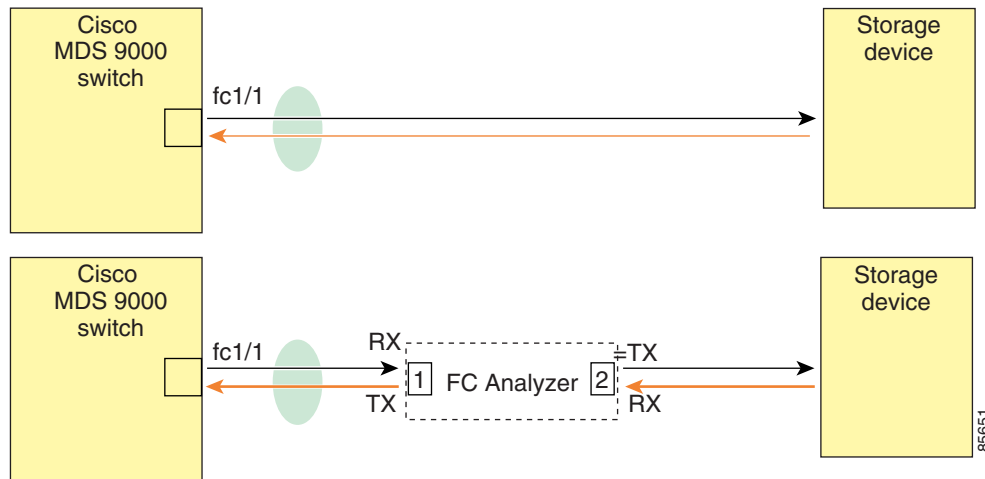 Cisco
MDS 9000
switch
fc1/1
Storage
device
Cisco
MDS 9000
switch
fc1/1
RX
TX
1
FC Analyzer
2
=TX
RX
Storage
device
85651